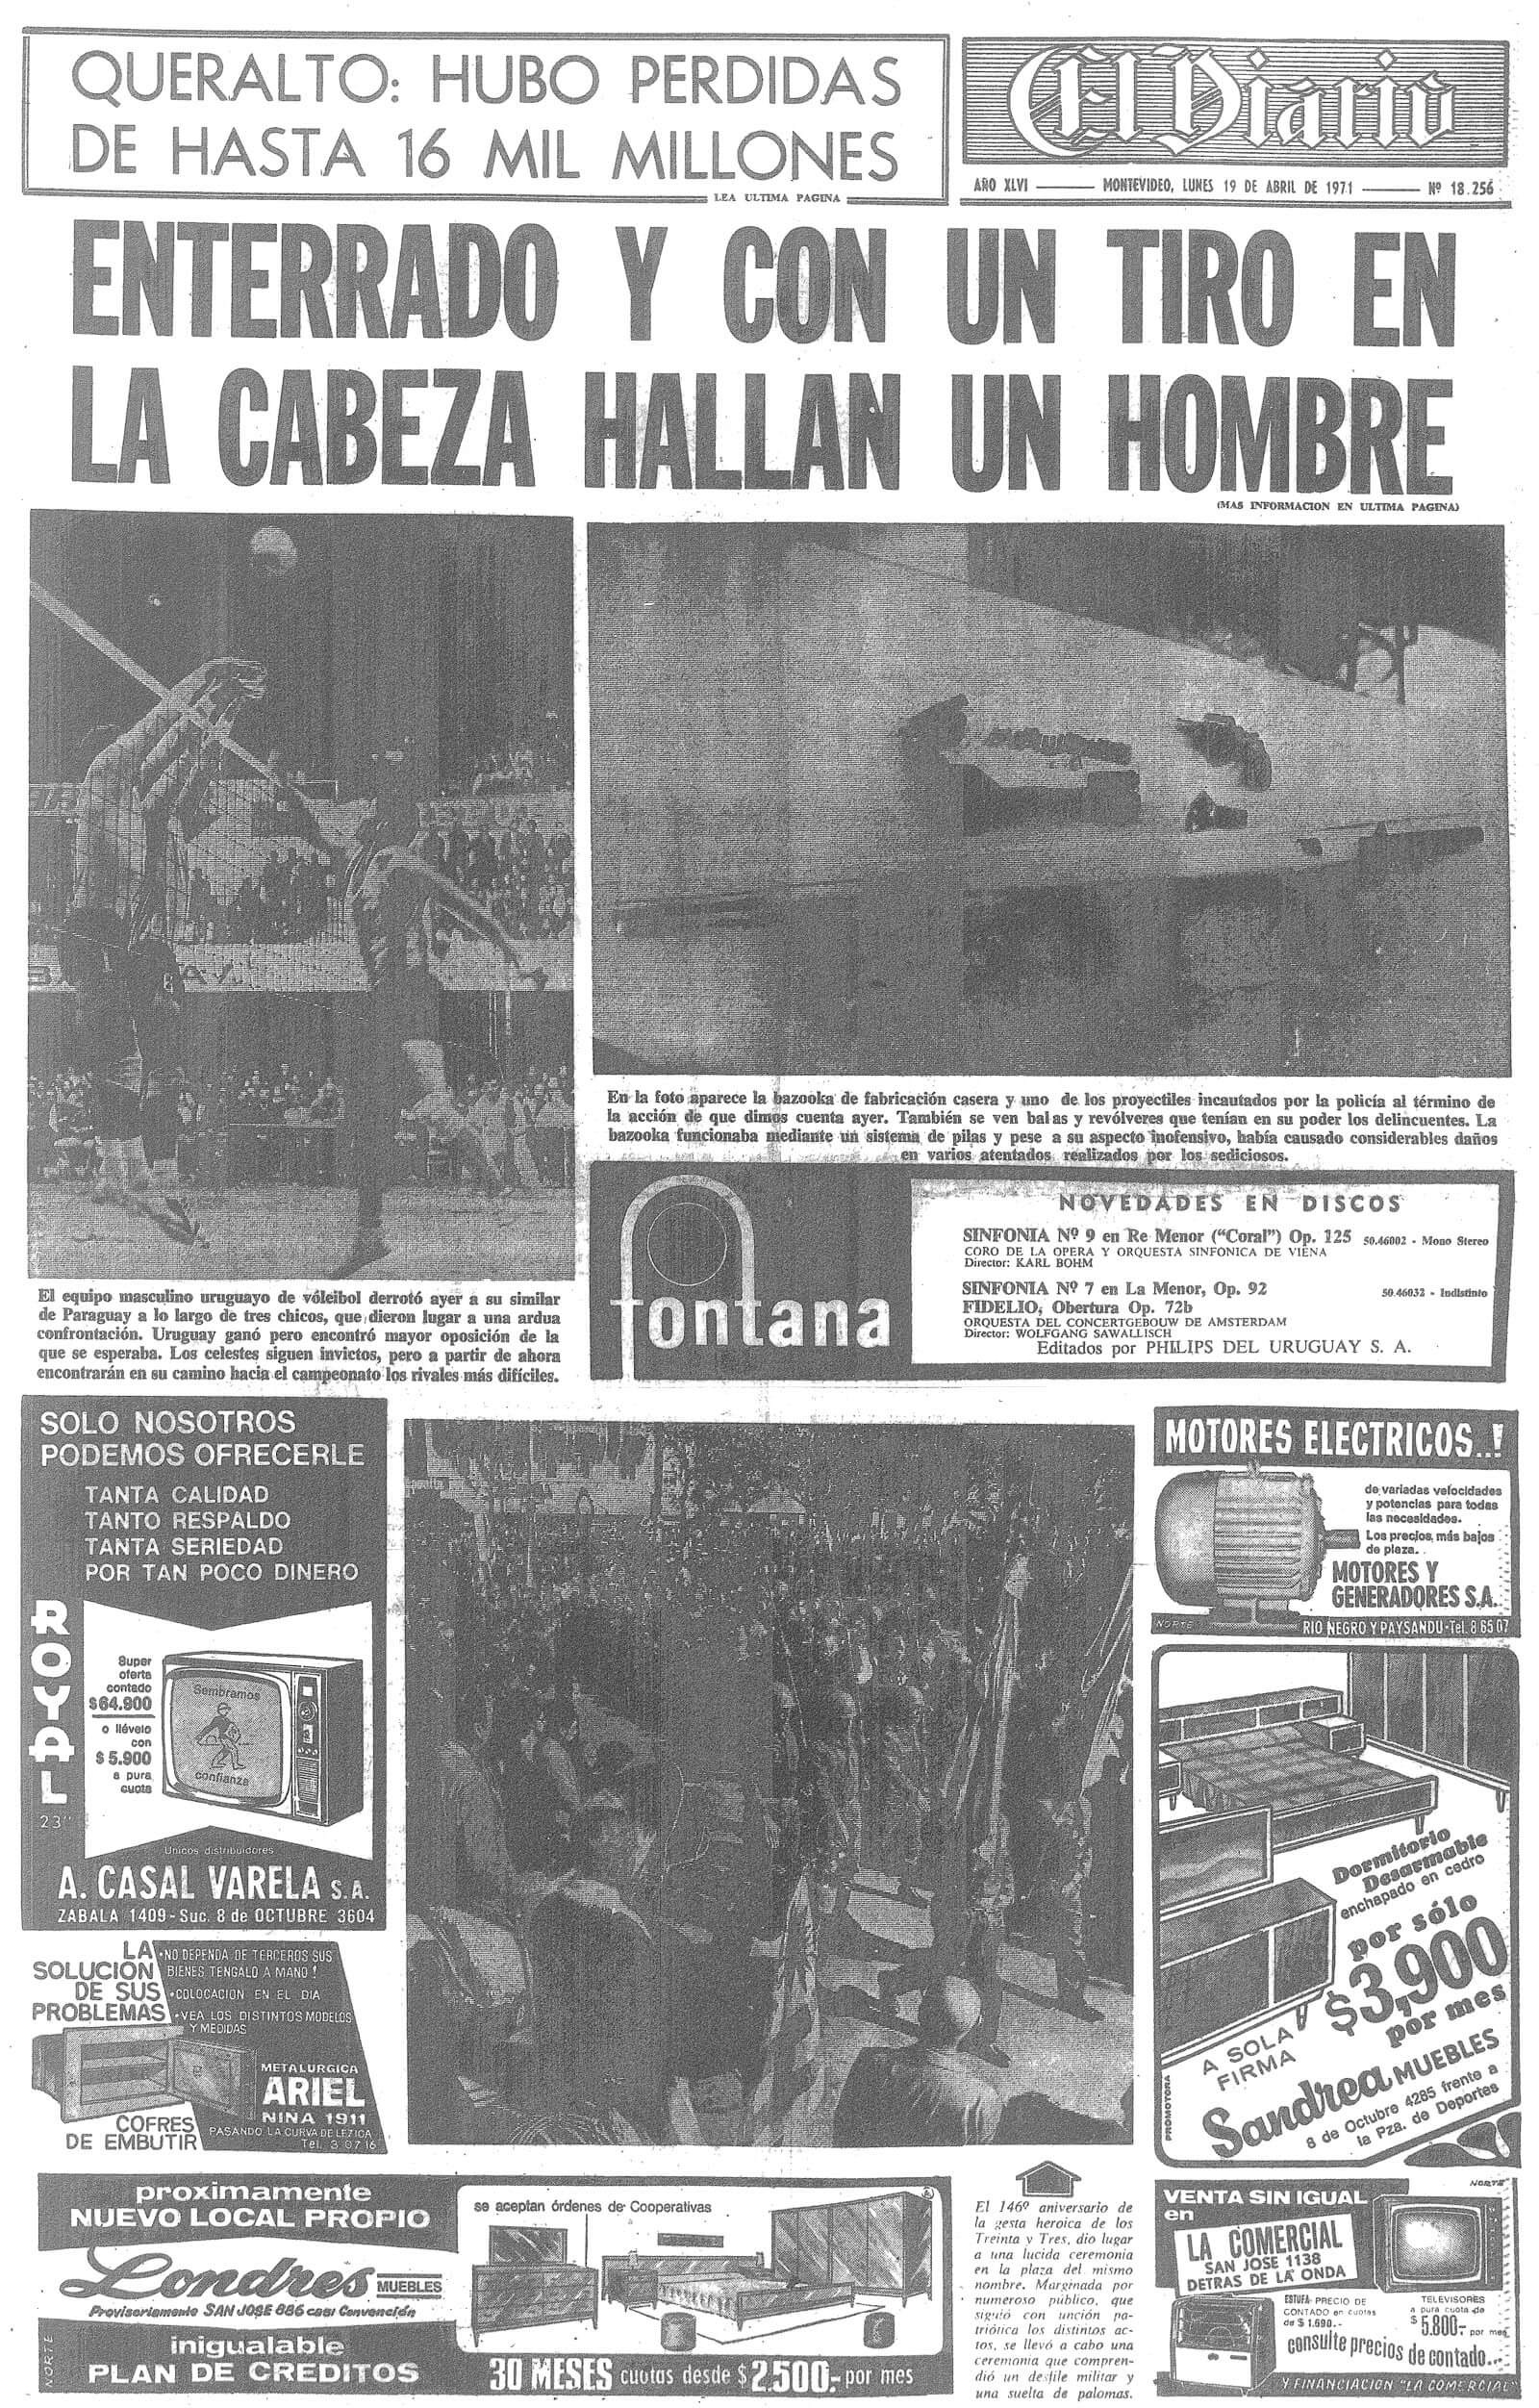 QUERALTO: HUBO PERDIDAS
DE HASTA 16 MIL MILLONES
LEA ULTIMA PAGINA
El Diario
AÑO XLVI — MONTEVIDEO, LUNES 19 DE ABRIL DE 1971 — Nº 18.256
ENTERRADO Y CON UN TIRO EN
LA CABEZA HALLAN UN HOMBRE
(MAS INFORMACION EN ULTIMA PAGINA)
En la foto aparece la bazooka de fabricación casera y uno de los proyectiles incautados por la policía al término de
la acción de que dimos cuenta ayer. También se ven balas y revólveres que tenían en su poder los delincuentes. La
bazooka funcionaba mediante un sistema de pilas y pese a su aspecto inofensivo, había causado considerables daños
en varios atentados realizados por los sediciosos.
El equipo masculino uruguayo de vóleibol derrotó ayer a su similar
de Paraguay a lo largo de tres chicos, que dieron lugar a una ardua
confrontación. Uruguay ganó pero encontró mayor oposición de la
que se esperaba. Los celestes siguen invictos, pero a partir de ahora
encontrarán en su camino hacia el campeonato los rivales más difíciles.
fontana
NOVEDADES EN DISCOS
SINFONIA Nº 9 en Re Menor ("Coral") Op. 125 50.46002 - Mono Stereo
CORO DE LA OPERA Y ORQUESTA SINFONICA DE VIENA
Director: KARL BOHM
SINFONIA Nº 7 en La Menor, Op. 92 50.46032 - Indistinto
FIDELIO, Obertura Op. 72b
ORQUESTA DEL CONCERTGEBOUW DE AMSTERDAM
Director: WOLFGANG SAWALLISCH
Editados por PHILIPS DEL URUGUAY S. A.
SOLO NOSOTROS
PODEMOS OFRECERLE
TANTA CALIDAD
TANTO RESPALDO
TANTA SERIEDAD
POR TAN POCO DINERO
ROYAL
23"
Super
oferta
contado
$64.900
o llévelo
con
$5.900
a pura
cuota
Sembramos
confianza
Unicos distribuidores
A. CASAL VARELA S.A.
ZABALA 1409 - Suc. 8 de OCTUBRE 3604
LA
SOLUCION
DE SUS
PROBLEMAS
•NO DEPENDA DE TERCEROS SUS
BIENES TENGALO A MANO!
•COLOCACION EN EL DIA
•VEA LOS DISTINTOS MODELOS
Y MEDIDAS
METALURGICA
ARIEL
NINA 1911
PASANDO LA CURVA DE LEZICA
Tel. 3 07 16
COFRES
DE EMBUTIR
MOTORES ELECTRICOS..!
de variadas velocidades
y potencias para todas
las necesidades.
Los precios más bajos
de plaza.
MOTORES Y
GENERADORES S.A.
NORTE
RIO NEGRO Y PAYSANDU - Tel. 8 65 07
Dormitorio
Desarmable
enchapado en cedro
por sólo
$3,900
por mes
A SOLA
FIRMA
Sandrea MUEBLES
8 de Octubre 4285 frente a
la Pza. de Deportes
PROMOTORA
proximamente
NUEVO LOCAL PROPIO
Londres MUEBLES
Provisoriamente SAN JOSE 886 casi Convención
inigualable
PLAN DE CREDITOS
NORTE
se aceptan órdenes de Cooperativas
30 MESES cuotas desde $2.500.- por mes
El 146º aniversario de
la gesta heroica de los
Treinta y Tres, dio lugar
a una lucida ceremonia
en la plaza del mismo
nombre. Marginada por
numeroso público, que
siguió con unción pa-
triótica los distintos ac-
tos, se llevó a cabo una
ceremonia que compren-
dió un desfile militar y
una suelta de palomas.
NORTE
VENTA SIN IGUAL
en
LA COMERCIAL
SAN JOSE 1138
DETRAS DE LA ONDA
ESTUFA PRECIO DE
CONTADO en cuotas
de $ 1.690.-
TELEVISORES
a pura cuota de
$5.800.- por mes
consulte precios de contado...
Y FINANCIACION "LA COMERCIAL"